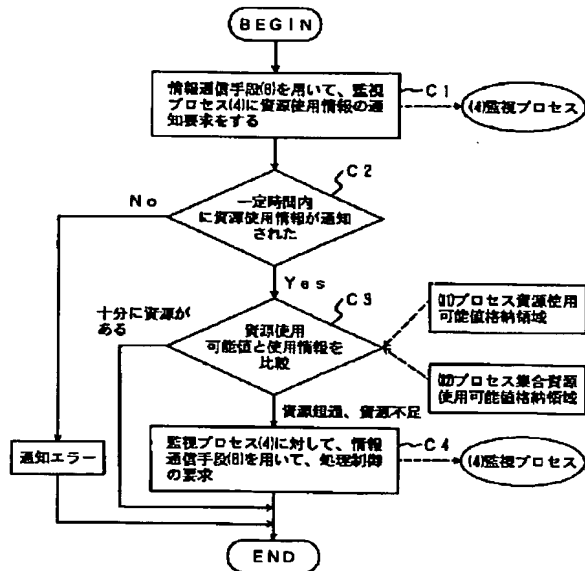 BEGIN
情報通信手段(8)を用いて、監視
プロセス(4)に資源使用情報の通
知要求をする
C1
(4)監視プロセス
C2
一定時間内
に資源使用情報が通知
された
No
Yes
C3
十分に資源が
ある
資源使用
可能値と使用情報を
比較
(11)プロセス資源使用
可能値格納領域
(12)プロセス集合資源
使用可能値格納領域
資源超過、資源不足
監視プロセス(4)に対して、情報
通信手段(8)を用いて、処理制御
の要求
C4
(4)監視プロセス
通知エラー
END